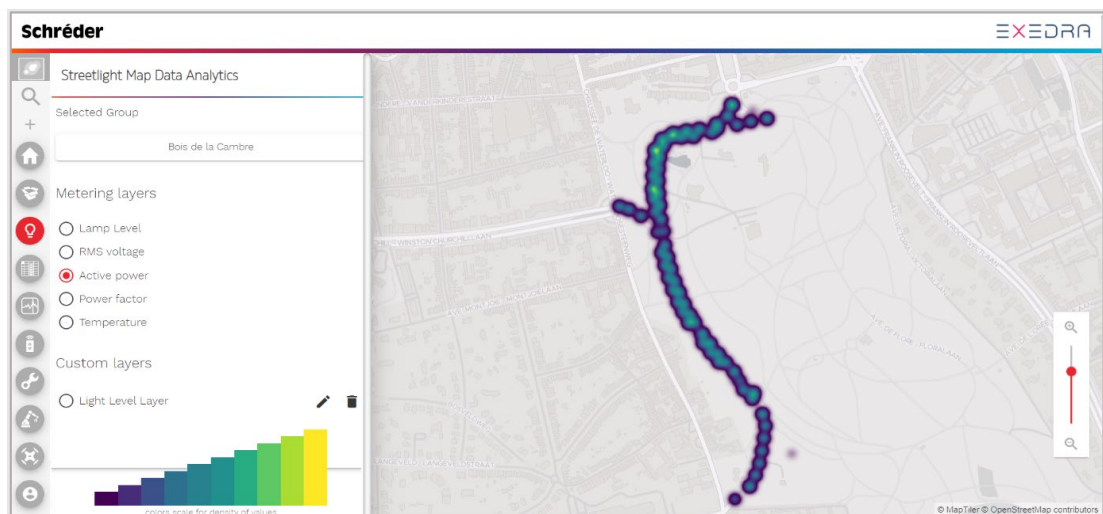 Schréder
EXEDRA
Streetlight Map Data Analytics
Selected Group
Bois de la Cambre
Metering layers
Lamp Level
RMS voltage
Active power
Power factor
Temperature
Custom layers
Light Level Layer
colors scale for density of values
© MapTiler © OpenStreetMap contributors